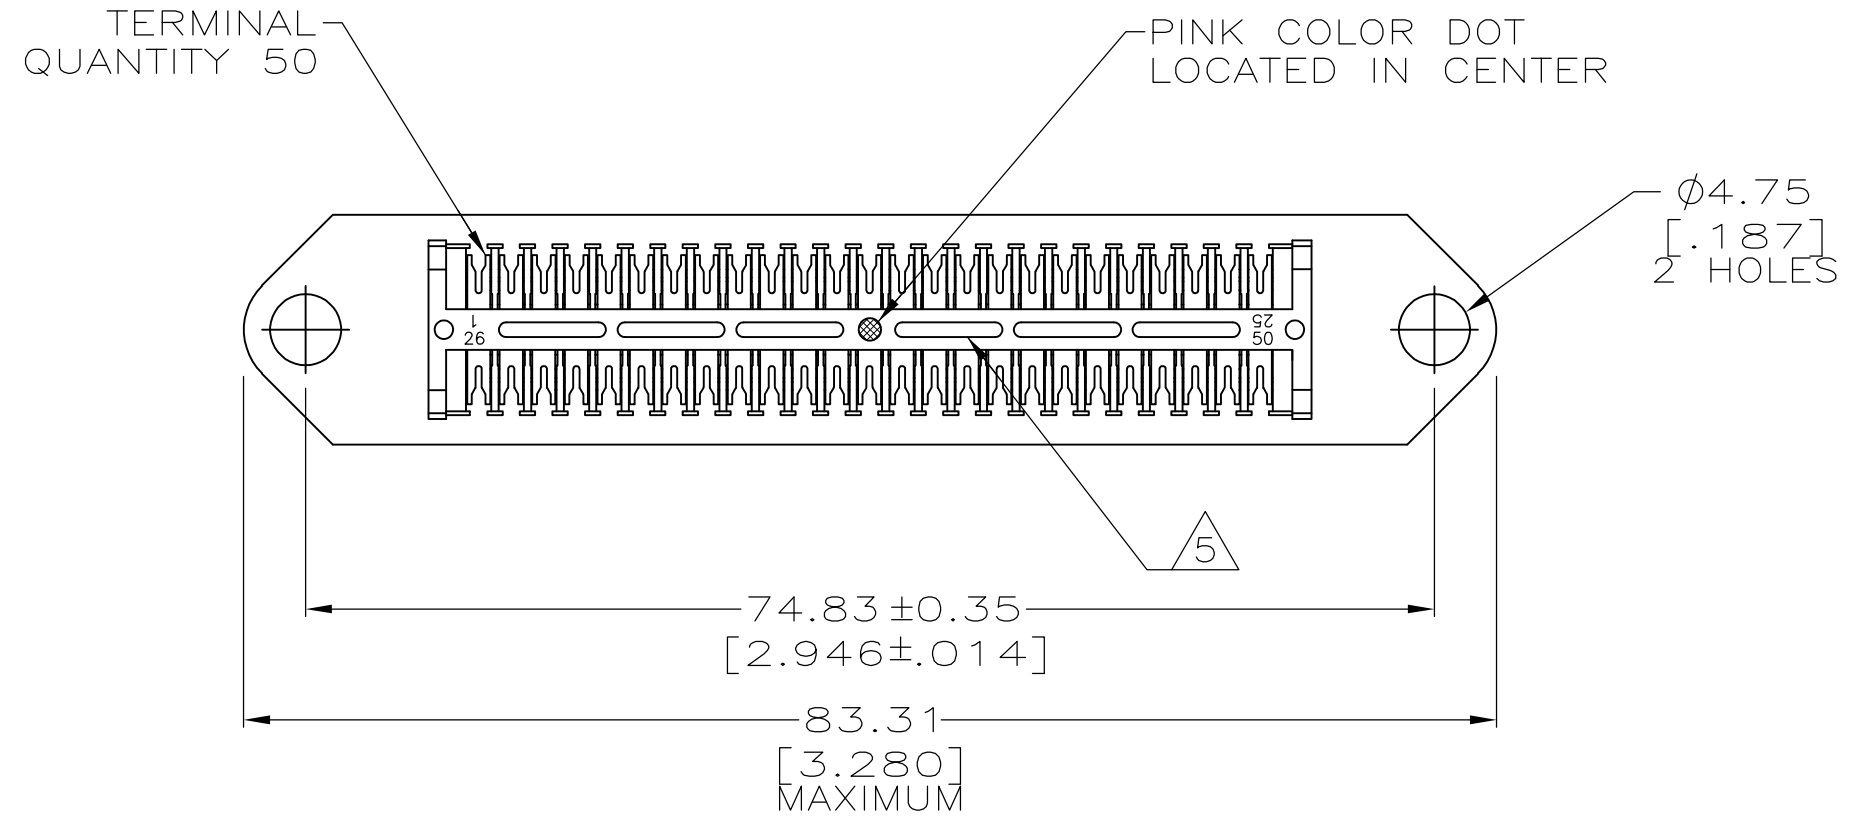 TERMINAL
QUANTITY 50
PINK COLOR DOT
LOCATED IN CENTER
Ø4.75
[.187]
2 HOLES
1
26
25
50
5
74.83±0.35
[2.946±.014]
83.31
[3.280]
MAXIMUM